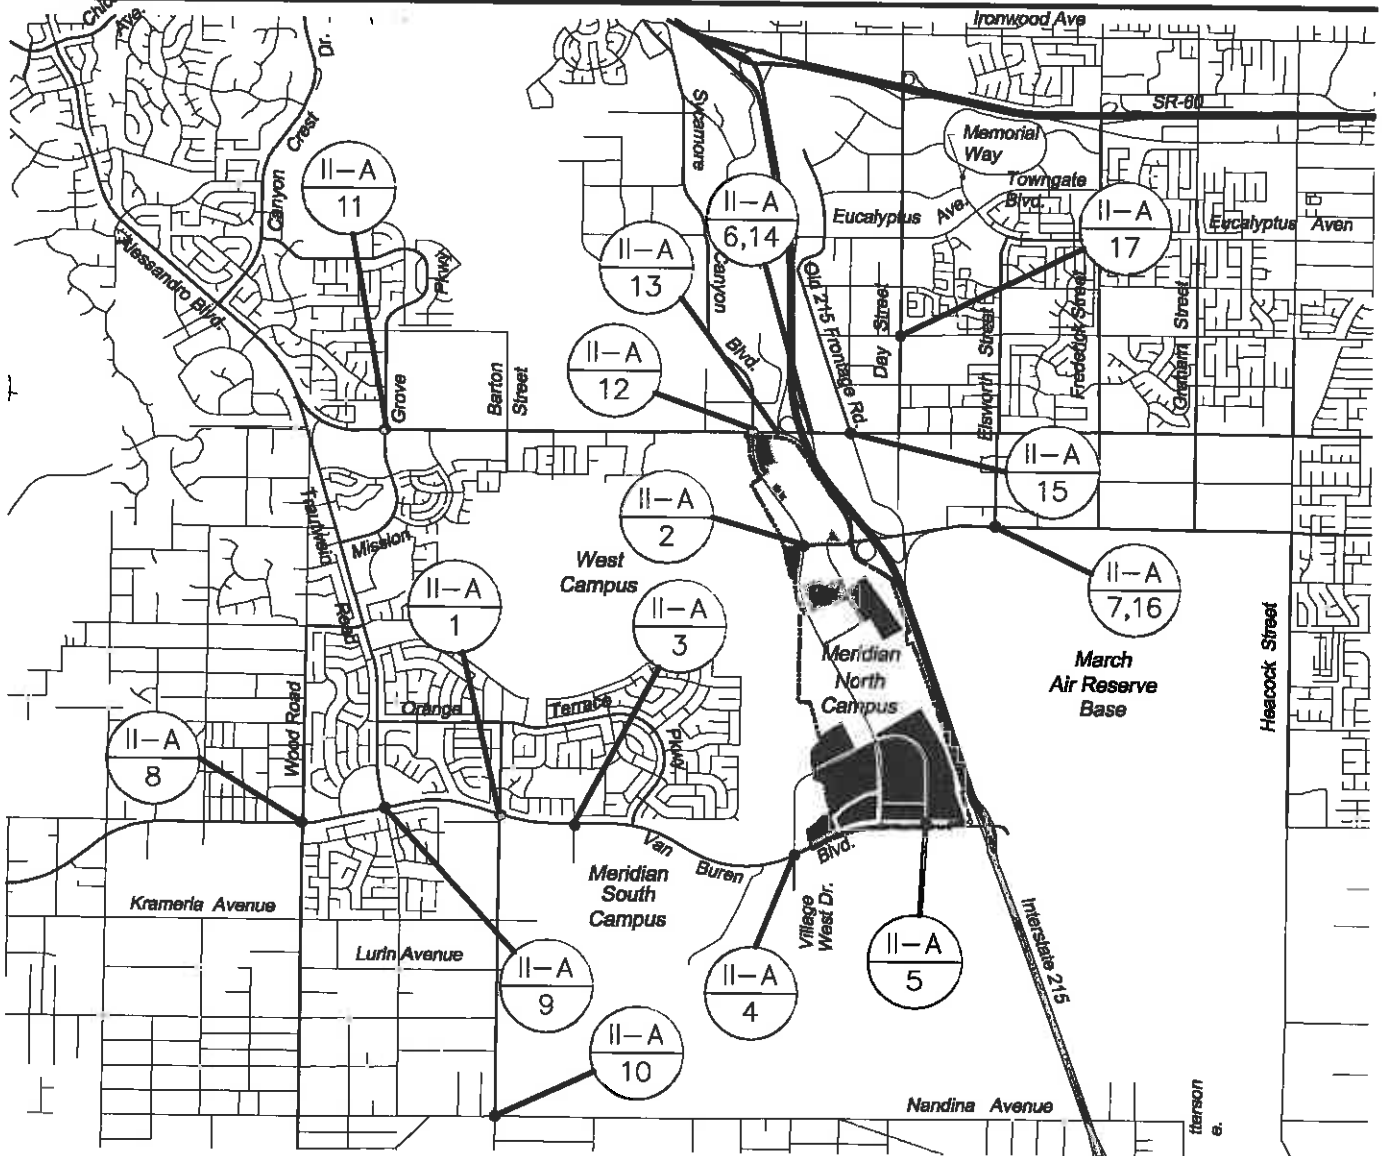 Ave.
Dr.
Ironwood Ave
SR-60
Crest
Sycamore
Memorial
Way
Canyon
II-A
11
II-A
6,14
Eucalyptus Ave.
Towngate
Blvd.
II-A
17
Eucalyptus Aven
Alessandro Blvd.
Pkwy
II-A
13
Canyon
Blvd.
Old 215 Frontage Rd.
Day Street
Elsworth Street
Frederick Street
Graham Street
II-A
12
Grove
Barton
Street
II-A
15
II-A
2
Trautwein
Road
Mission
West
Campus
II-A
7,16
II-A
1
II-A
3
Meridian
North
Campus
March
Air Reserve
Base
Heacock Street
Orange Terrace
Pkwy
Wood Road
II-A
8
Van Buren Blvd.
Meridian
South
Campus
Village
West Dr.
Krameria Avenue
Lurin Avenue
II-A
9
II-A
4
II-A
5
Interstate 215
II-A
10
Nandina Avenue
tterson
e.